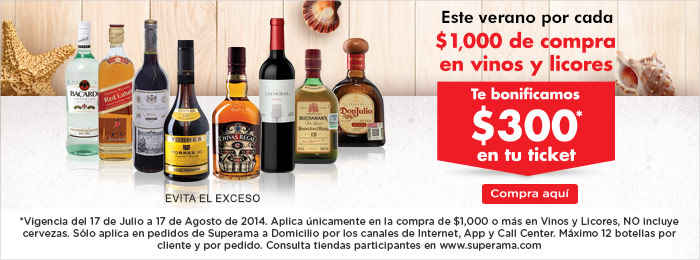 Este verano por cada
$1,000 de compra
en vinos y licores
Te bonificamos
$300*
en tu ticket
Compra aquí
BACARDI
Red Label
TORRES 10
CHIVAS REGAL
BUCHANAN'S
Don Julio
EVITA EL EXCESO
*Vigencia del 17 de Julio a 17 de Agosto de 2014. Aplica únicamente en la compra de $1,000 o más en Vinos y Licores, NO incluye
cervezas. Sólo aplica en pedidos de Superama a Domicilio por los canales de Internet, App y Call Center. Máximo 12 botellas por
cliente y por pedido. Consulta tiendas participantes en www.superama.com